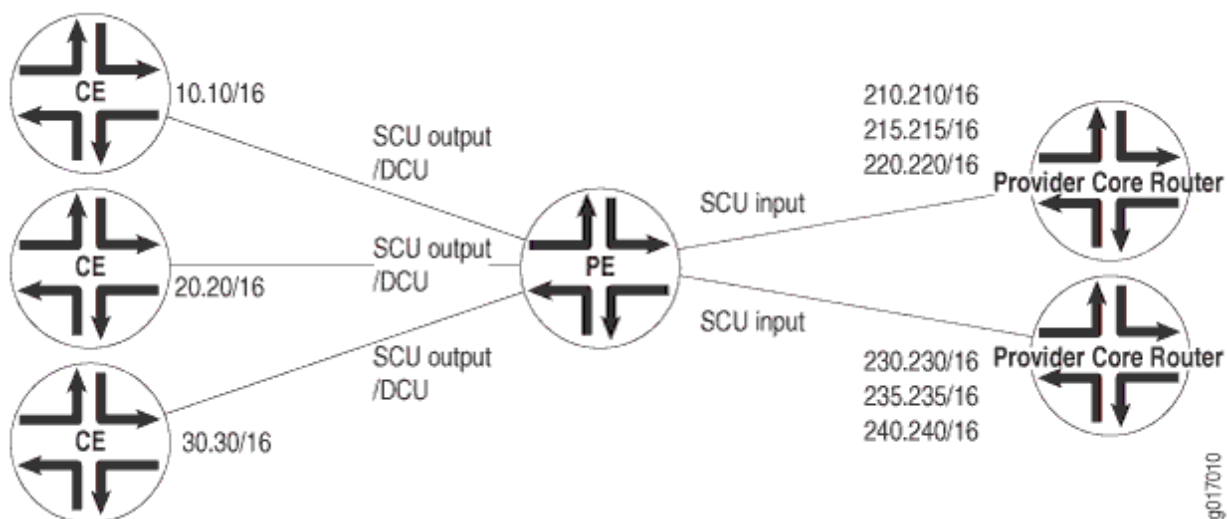 CE
10.10/16
SCU output
/DCU
CE
20.20/16
SCU output
/DCU
CE
30.30/16
SCU output
/DCU
PE
SCU input
SCU input
210.210/16
215.215/16
220.220/16
Provider Core Router
230.230/16
235.235/16
240.240/16
Provider Core Router
g017010